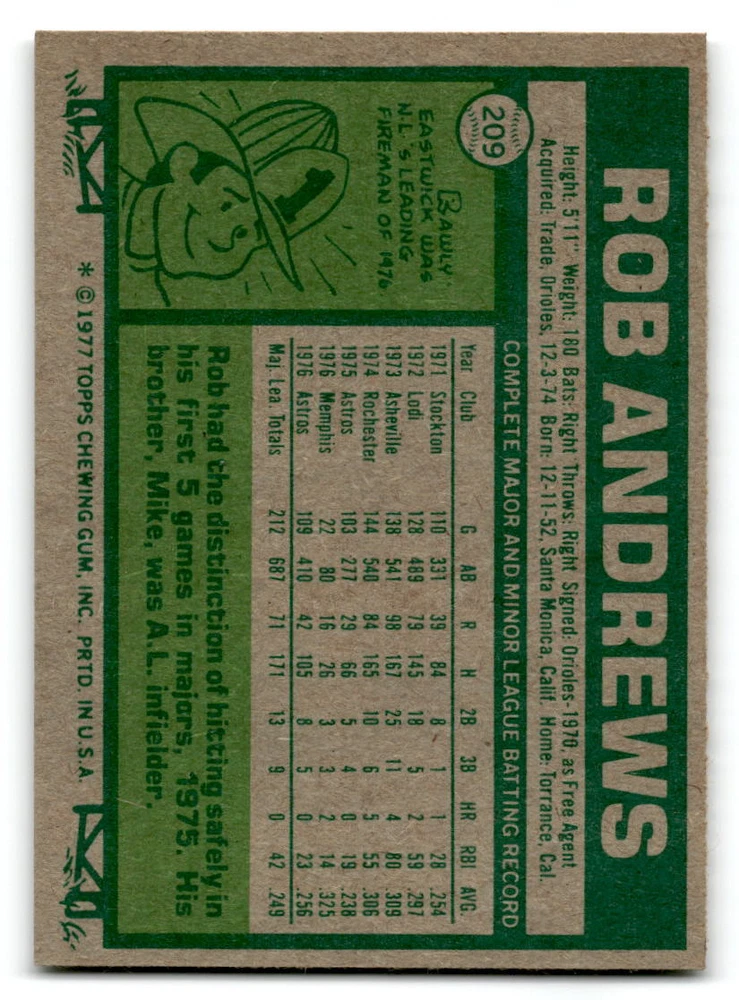 209
ROB ANDREWS
Height: 5'11" Weight: 180 Bats: Right Throws: Right Signed: Orioles-1970, as Free Agent
Acquired: Trade, Orioles, 12-3-74 Born: 12-11-52, Santa Monica, Calif. Home: Torrance, Cal.
COMPLETE MAJOR AND MINOR LEAGUE BATTING RECORD
Year Club G AB R H 2B 3B HR RBI AVG
1971 Stockton 110 331 39 84 8 1 1 28 .254
1972 Lodi 128 489 79 145 18 5 2 59 .297
1973 Asheville 138 541 98 167 25 11 4 80 .309
1974 Rochester 144 540 84 165 10 6 5 55 .306
1975 Astros 103 277 29 66 5 4 0 19 .238
1976 Memphis 22 80 16 26 3 3 2 14 .325
1976 Astros 109 410 42 105 8 5 0 23 .256
Maj. Lea. Totals 212 687 71 171 13 9 0 42 .249
RAWLY
EASTWICK WAS
N.L.'S LEADING
FIREMAN OF 1976.
1
Rob had the distinction of hitting safely in
his first 5 games in majors, 1975. His
brother, Mike, was A.L. infielder.
* © 1977 TOPPS CHEWING GUM, INC. PRTD. IN U.S.A.